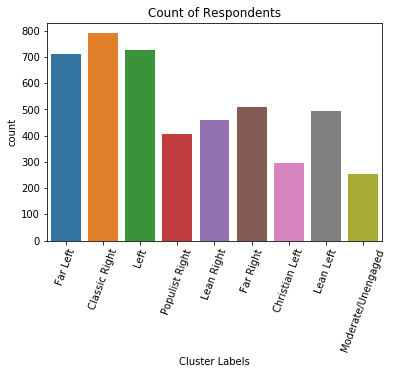 Count of Respondents
count
800
700
600
500
400
300
200
100
0
Far Left
Classic Right
Left
Populist Right
Lean Right
Far Right
Christian Left
Lean Left
Moderate/Unengaged
Cluster Labels